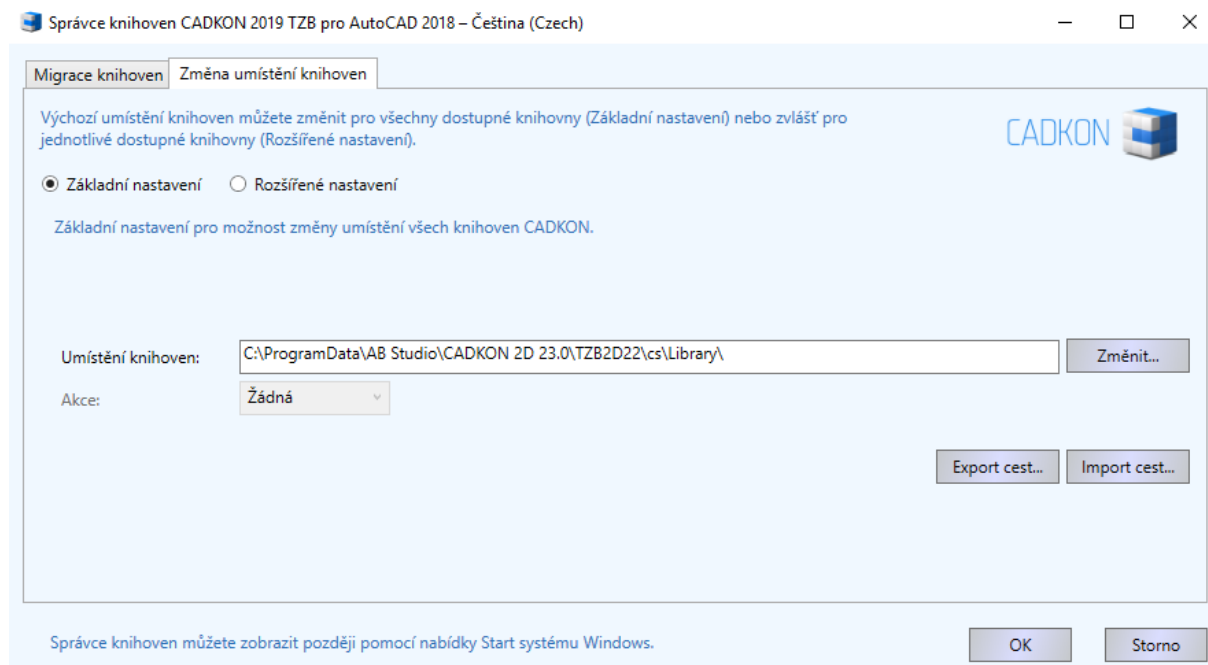 Správce knihoven CADKON 2019 TZB pro AutoCAD 2018 – Čeština (Czech)
Migrace knihoven
Změna umístění knihoven
Výchozí umístění knihoven můžete změnit pro všechny dostupné knihovny (Základní nastavení) nebo zvlášť pro
jednotlivé dostupné knihovny (Rozšířené nastavení).
CADKON
Základní nastavení
Rozšířené nastavení
Základní nastavení pro možnost změny umístění všech knihoven CADKON.
Umístění knihoven:
C:\ProgramData\AB Studio\CADKON 2D 23.0\TZB2D22\cs\Library\
Změnit...
Akce:
Žádná
Export cest...
Import cest...
Správce knihoven můžete zobrazit později pomocí nabídky Start systému Windows.
OK
Storno